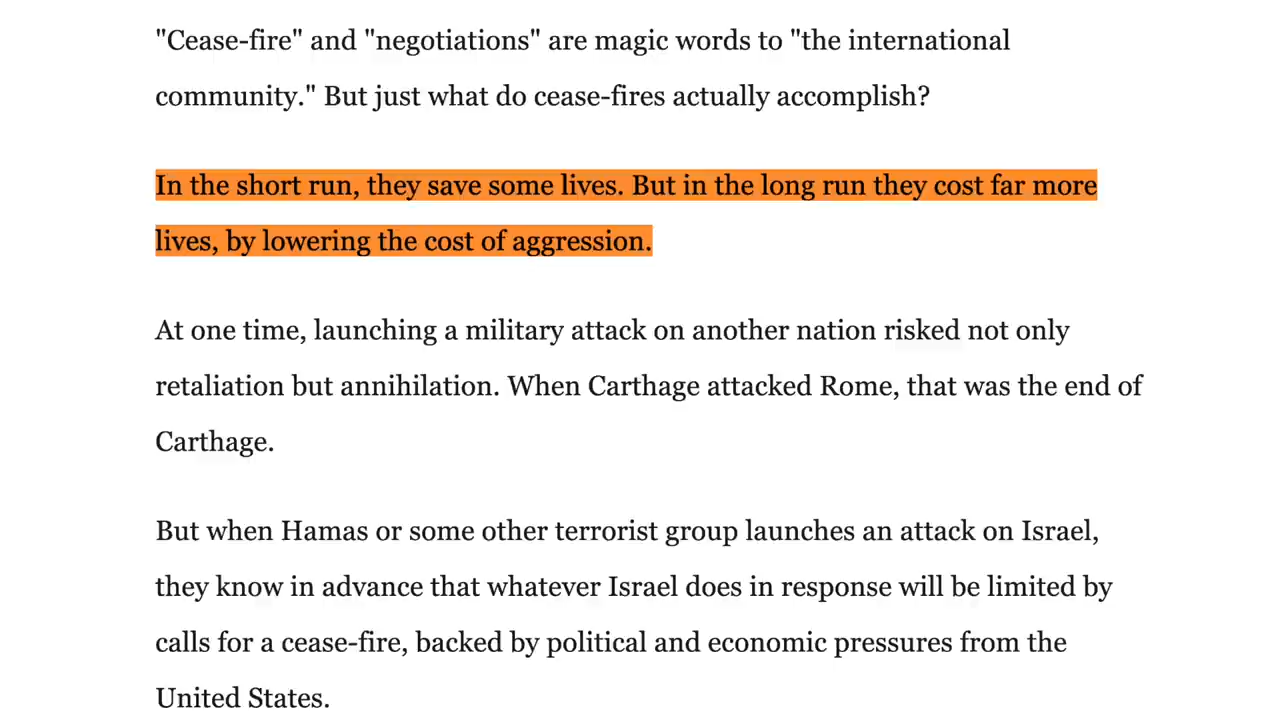 "Cease-fire" and "negotiations" are magic words to "the international
community." But just what do cease-fires actually accomplish?
In the short run, they save some lives. But in the long run they cost far more
lives, by lowering the cost of aggression.
At one time, launching a military attack on another nation risked not only
retaliation but annihilation. When Carthage attacked Rome, that was the end of
Carthage.
But when Hamas or some other terrorist group launches an attack on Israel,
they know in advance that whatever Israel does in response will be limited by
calls for a cease-fire, backed by political and economic pressures from the
United States.